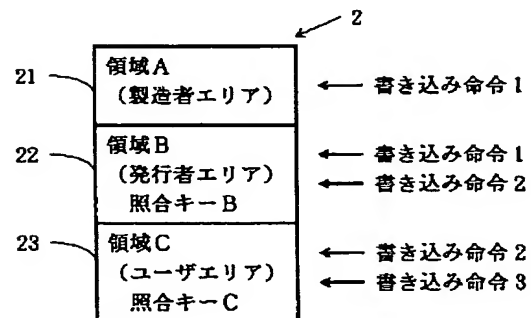 2
21
領域A
(製造者エリア)
← 書き込み命令1
22
領域B
(発行者エリア)
照合キーB
← 書き込み命令1
← 書き込み命令2
23
領域C
(ユーザエリア)
照合キーC
← 書き込み命令2
← 書き込み命令3